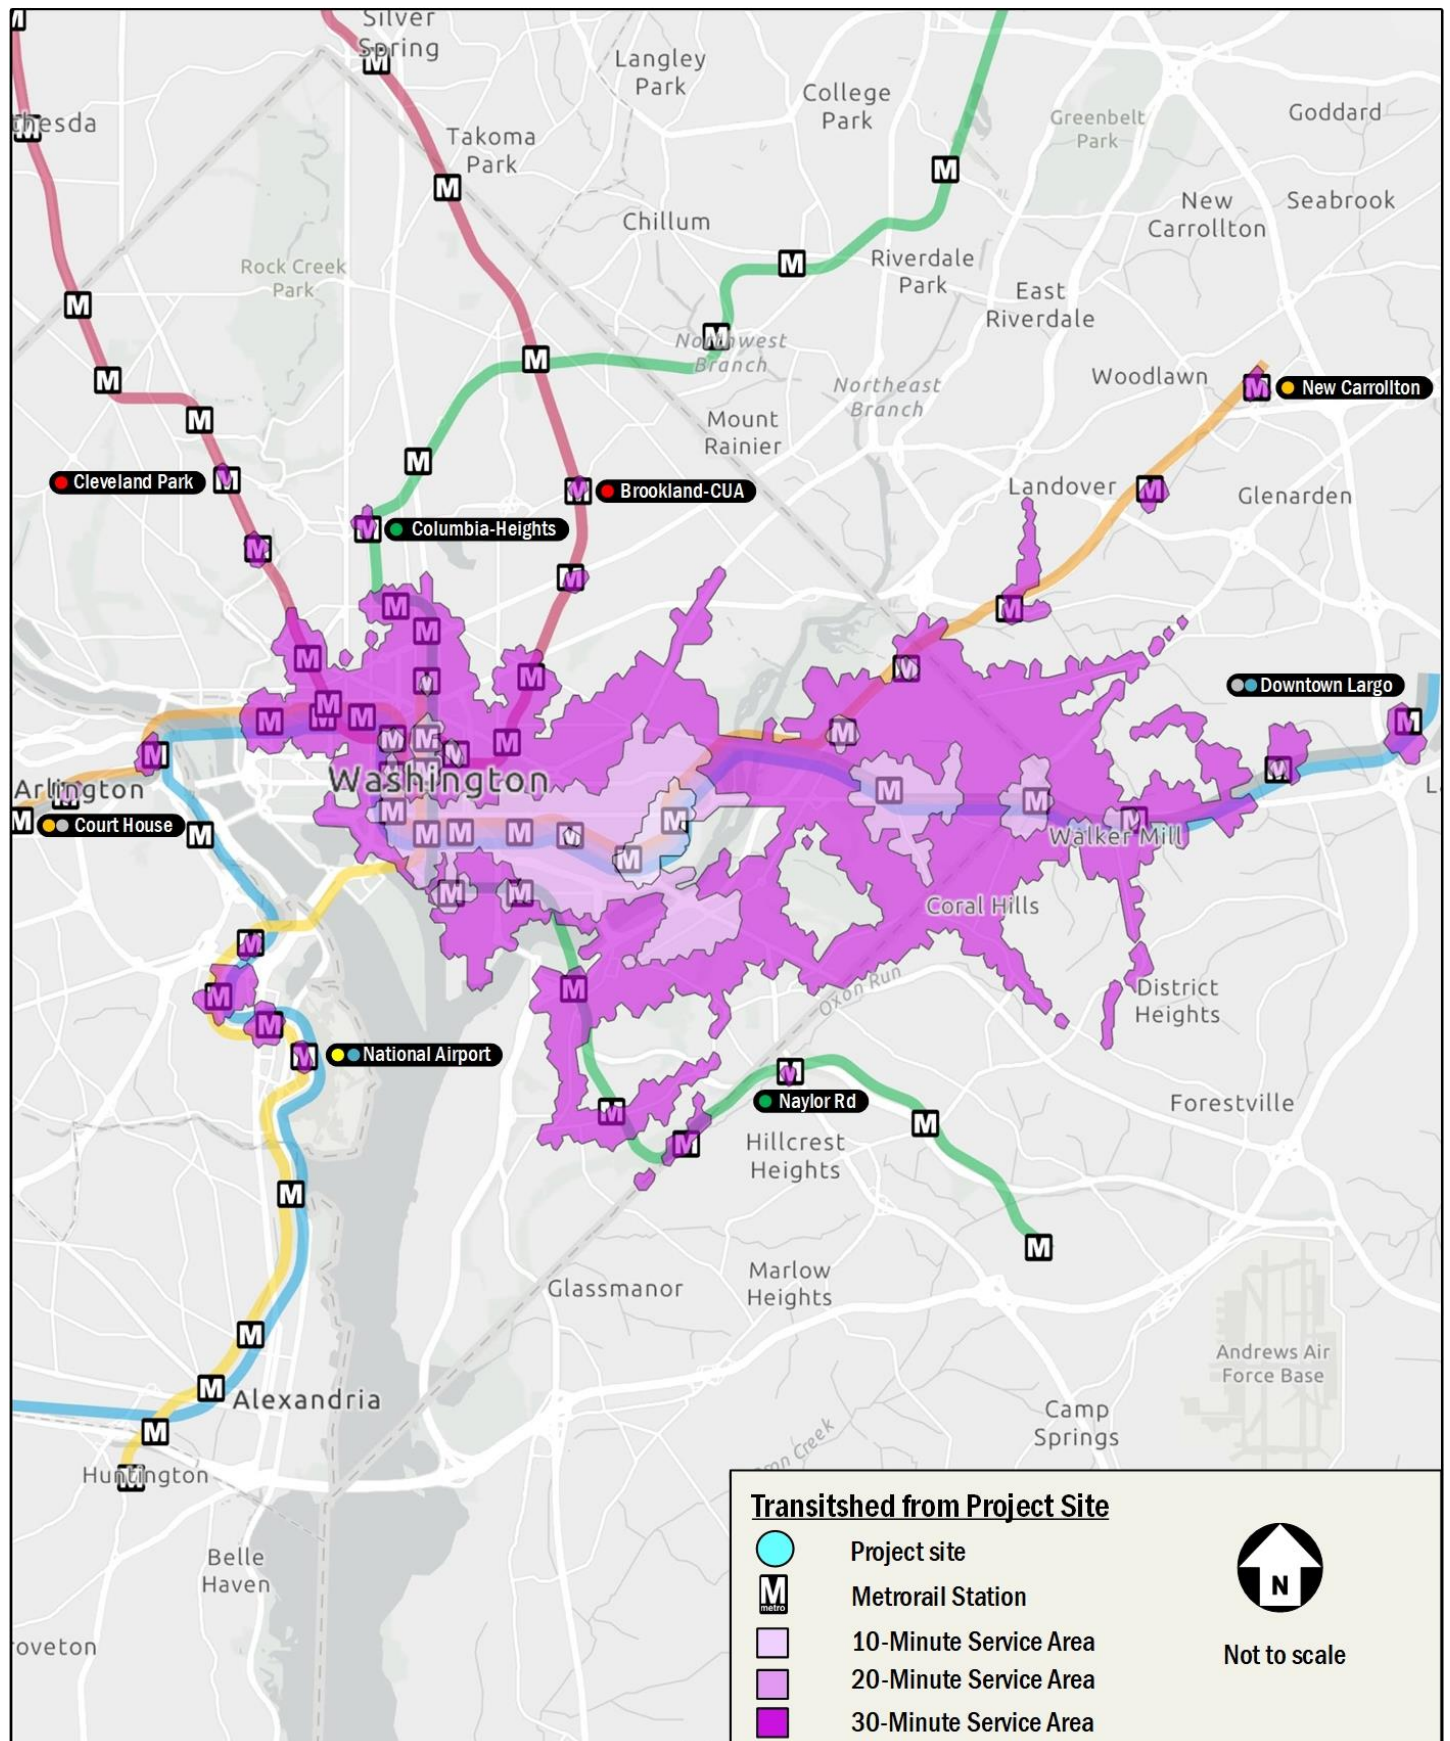 Silver
Spring
Langley
Park
College
Park
Greenbelt
Park
Goddard
thesda
Takoma
Park
Chillum
New
Carrollton
Seabrook
Rock Creek
Park
Riverdale
Park
East
Riverdale
Northwest
Branch
Northeast
Branch
Woodlawn
New Carrollton
Mount
Rainier
Cleveland Park
Brookland-CUA
Landover
Glenarden
Columbia-Heights
Downtown Largo
Washington
Arlington
Court House
Walker Mill
Coral Hills
Oxon Run
District
Heights
National Airport
Naylor Rd
Forestville
Hillcrest
Heights
Glassmanor
Marlow
Heights
Andrews Air
Force Base
Alexandria
Camp
Springs
Huntington
Creek
Belle
Haven
roveton
Transitshed from Project Site
Project site
M metro Metrorail Station
10-Minute Service Area
20-Minute Service Area
30-Minute Service Area
N
Not to scale